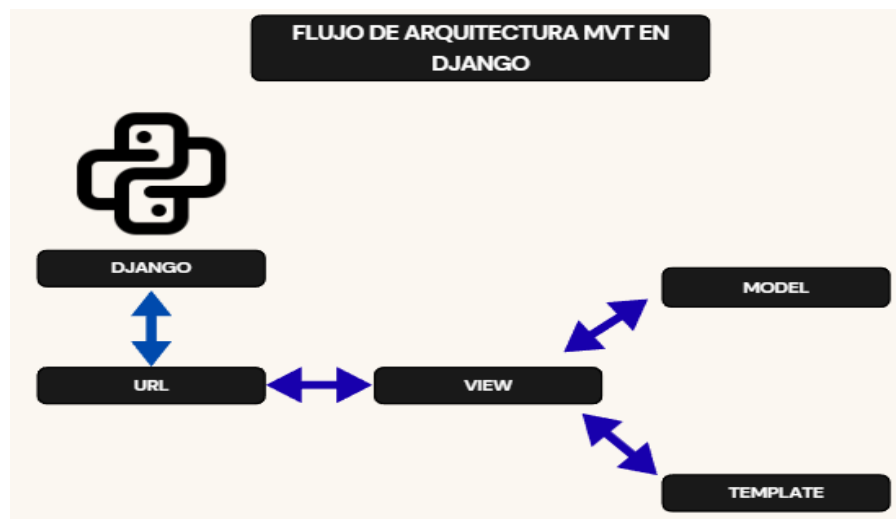 FLUJO DE ARQUITECTURA MVT EN
DJANGO
DJANGO
MODEL
URL
VIEW
TEMPLATE